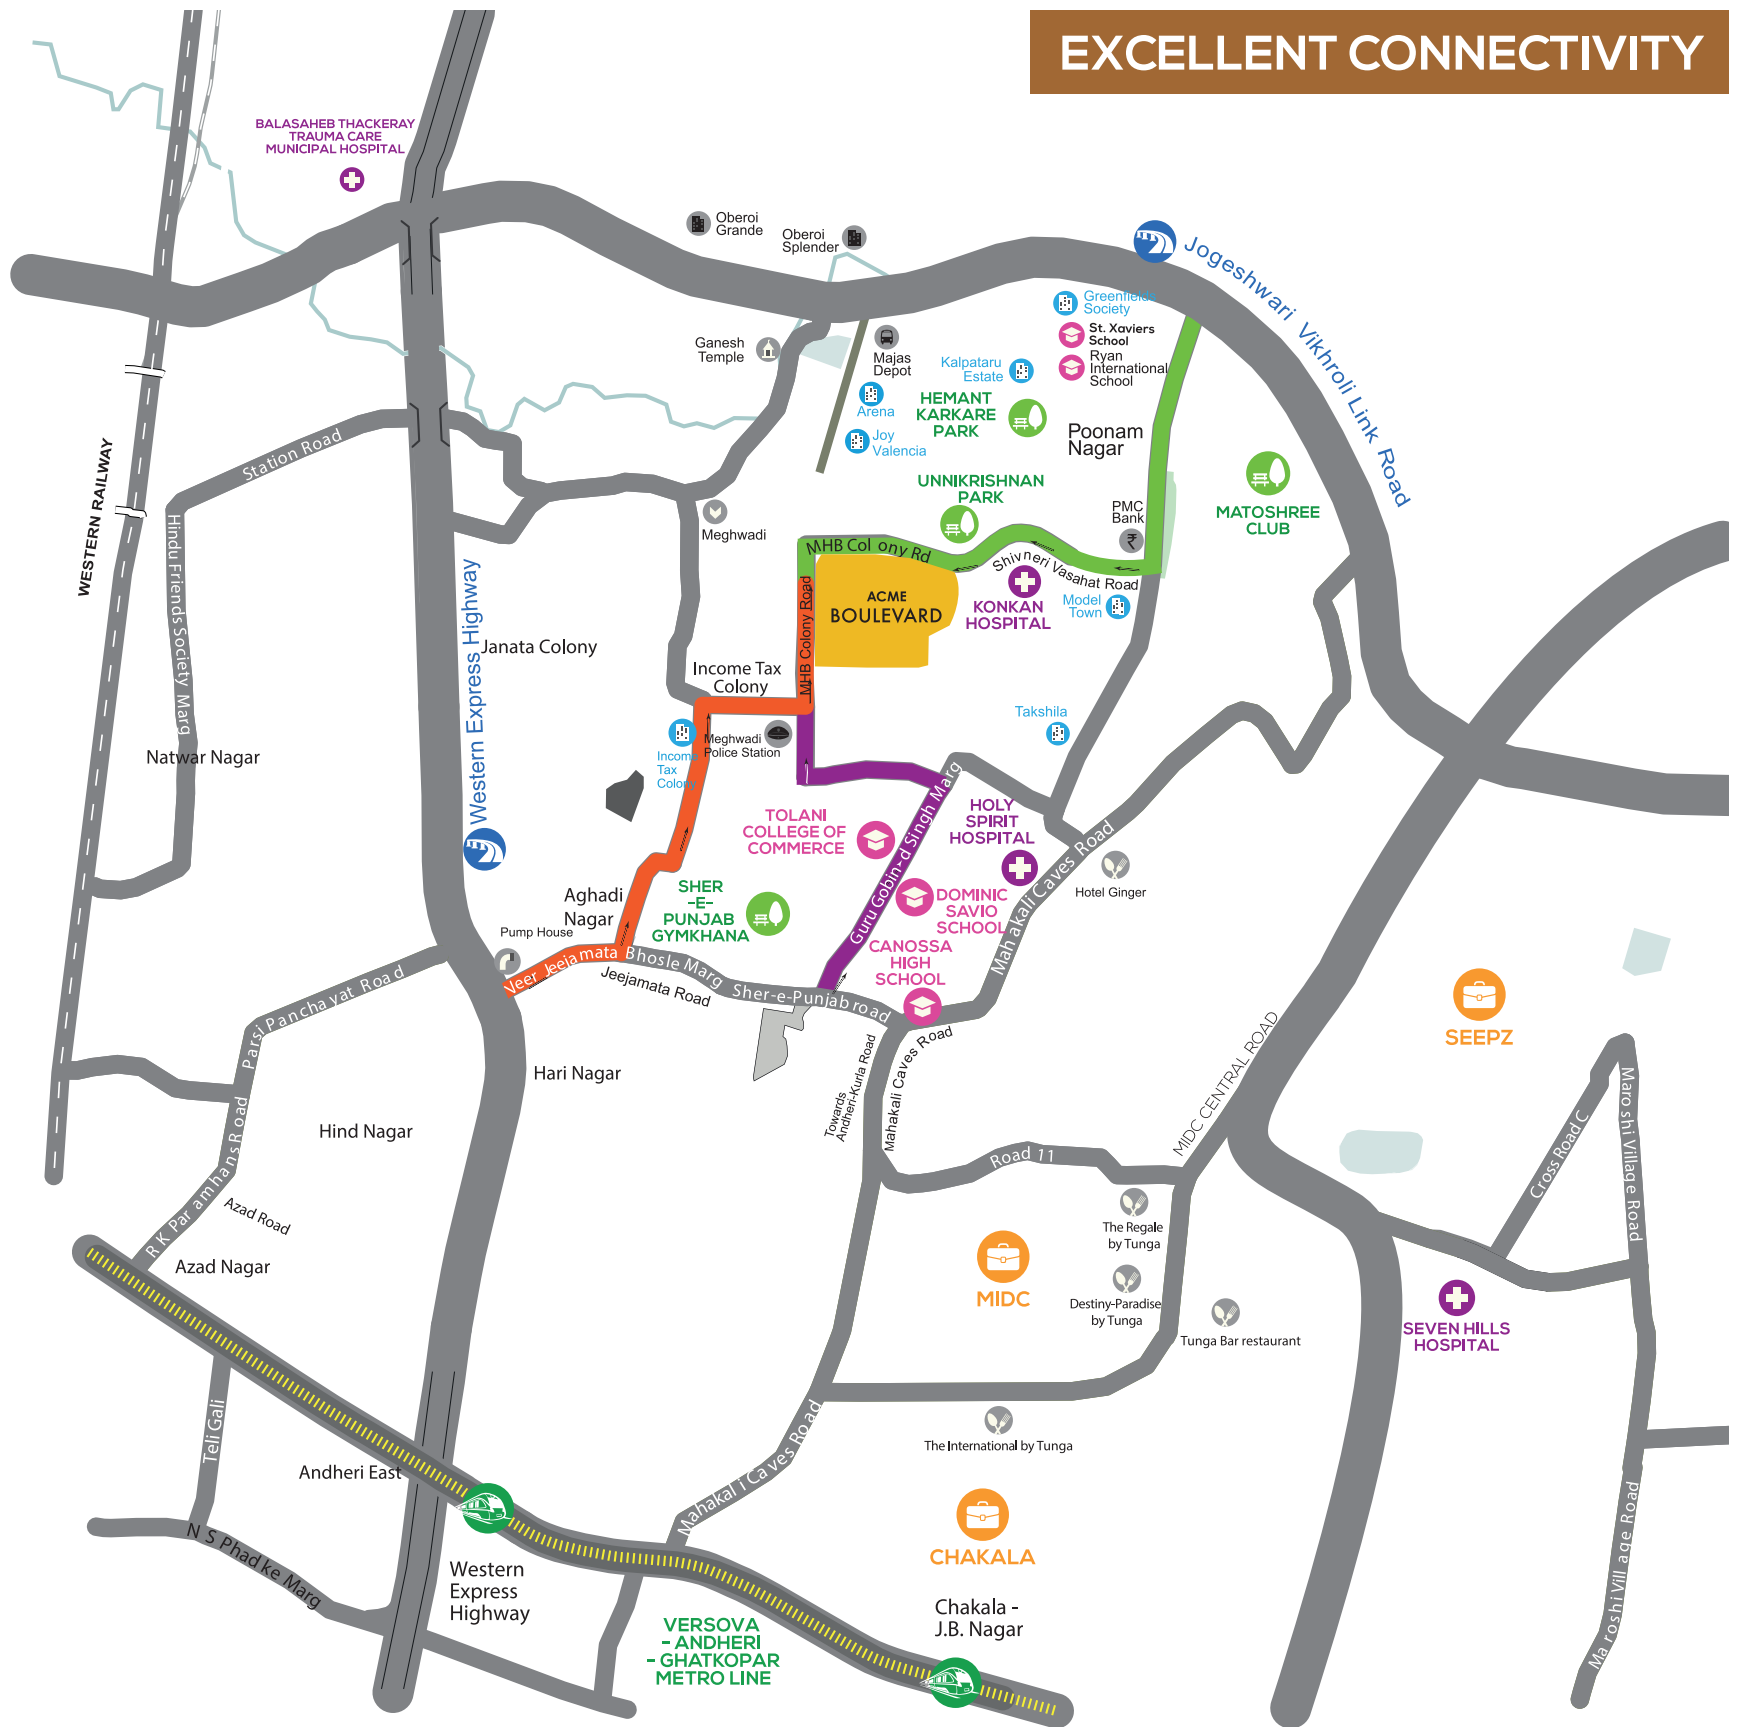 EXCELLENT CONNECTIVITY
BALASAHEB THACKERAY
TRAUMA CARE
MUNICIPAL HOSPITAL
Oberoi
Grande
Oberoi
Splender
Jogeshwari Vikhroli Link Road
Greenfields
Society
St. Xaviers
School
Ryan
International
School
Ganesh
Temple
Majas
Depot
Kalpataru
Estate
Arena
HEMANT
KARKARE
PARK
Joy
Valencia
Poonam
Nagar
Station Road
WESTERN RAILWAY
UNNIKRISHNAN
PARK
MATOSHREE
CLUB
PMC
Bank
Meghwadi
Hindu Friends Society Marg
MHB Colony Rd
Shivneri Vasahat Road
Western Express Highway
MHB Colony Road
ACME
BOULEVARD
KONKAN
HOSPITAL
Model
Town
Janata Colony
Income Tax
Colony
Takshila
Natwar Nagar
Meghwadi
Police Station
Income
Tax
Colony
Guru Gobind Singh Marg
TOLANI
COLLEGE OF
COMMERCE
HOLY
SPIRIT
HOSPITAL
Mahakali Caves Road
Hotel Ginger
Aghadi
Nagar
SHER
-E-
PUNJAB
GYMKHANA
DOMINIC
SAVIO
SCHOOL
Pump House
CANOSSA
HIGH
SCHOOL
Veer Jeejamata Bhosle Marg
Jeejamata Road
Sher-e-Punjab road
Parsi Panchayat Road
SEEPZ
MIDC CENTRAL ROAD
Towards
Andheri-Kurla Road
Mahakali Caves Road
Hari Nagar
Hind Nagar
R K Paramhans Road
Azad Road
Azad Nagar
Road 11
Cross Road C
Maroshi Village Road
The Regale
by Tunga
MIDC
Destiny-Paradise
by Tunga
Tunga Bar restaurant
SEVEN HILLS
HOSPITAL
Teli Gali
Mahakali Caves Road
The International by Tunga
Andheri East
N S Phadke Marg
CHAKALA
Western
Express
Highway
Chakala -
J.B. Nagar
VERSOVA
- ANDHERI
- GHATKOPAR
METRO LINE
Maroshi Village Road